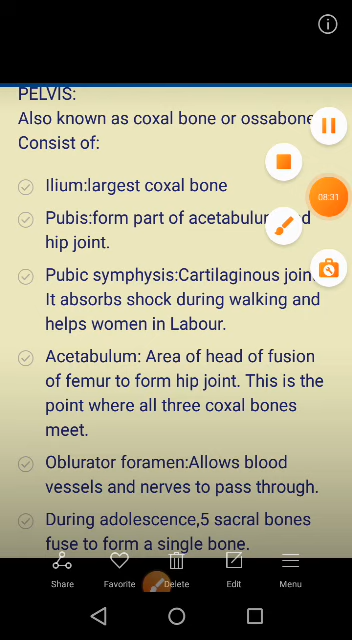 PELVIS:
Also known as coxal bone or ossabone
Consist of:
08:31
Ilium:largest coxal bone
Pubis:form part of
hip joint.
Pubic symphysis:Cartilaginous
It absorbs shock during walking and
helps women in Labour.
Acetabulum: Area of head of fusion
of femur to form hip joint. This is the
point where all three coxal bones
meet.
Oblurator foramen:Allows blood
vessels and nerves to pass through.
During adolescence,5 sacral bones
fuse to form a single bone.
Share Favorite Delete Edit Menu